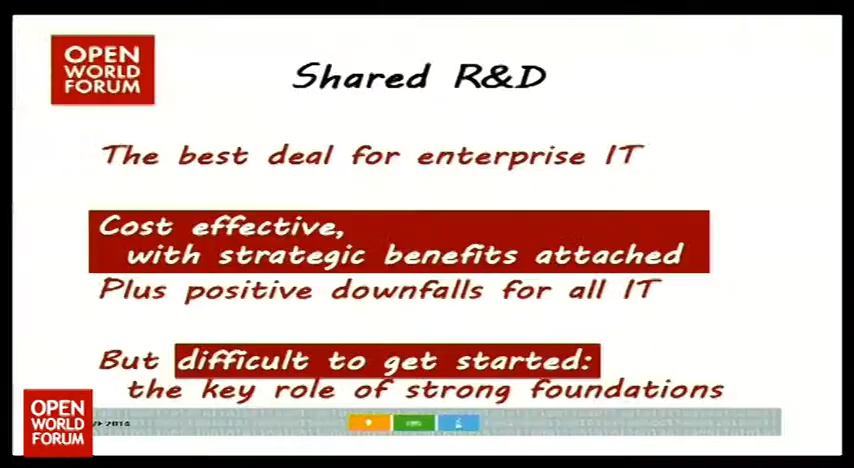 OPEN
WORLD
FORUM
Shared R&D
The best deal for enterprise IT
Cost effective,
with strategic benefits attached
Plus positive downfalls for all IT
But difficult to get started:
the key role of strong foundations
OPEN
WORLD
FORUM
2014